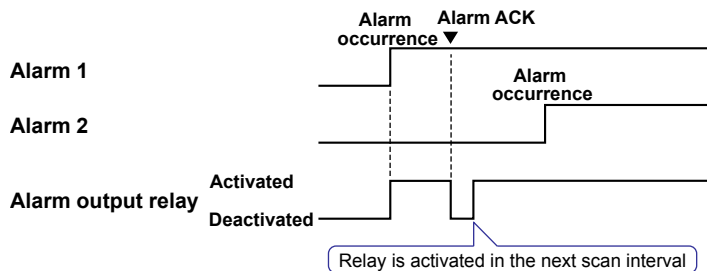 Alarm
occurrence
Alarm ACK
Alarm 1
Alarm
occurrence
Alarm 2
Alarm output relay
Activated
Deactivated
Relay is activated in the next scan interval